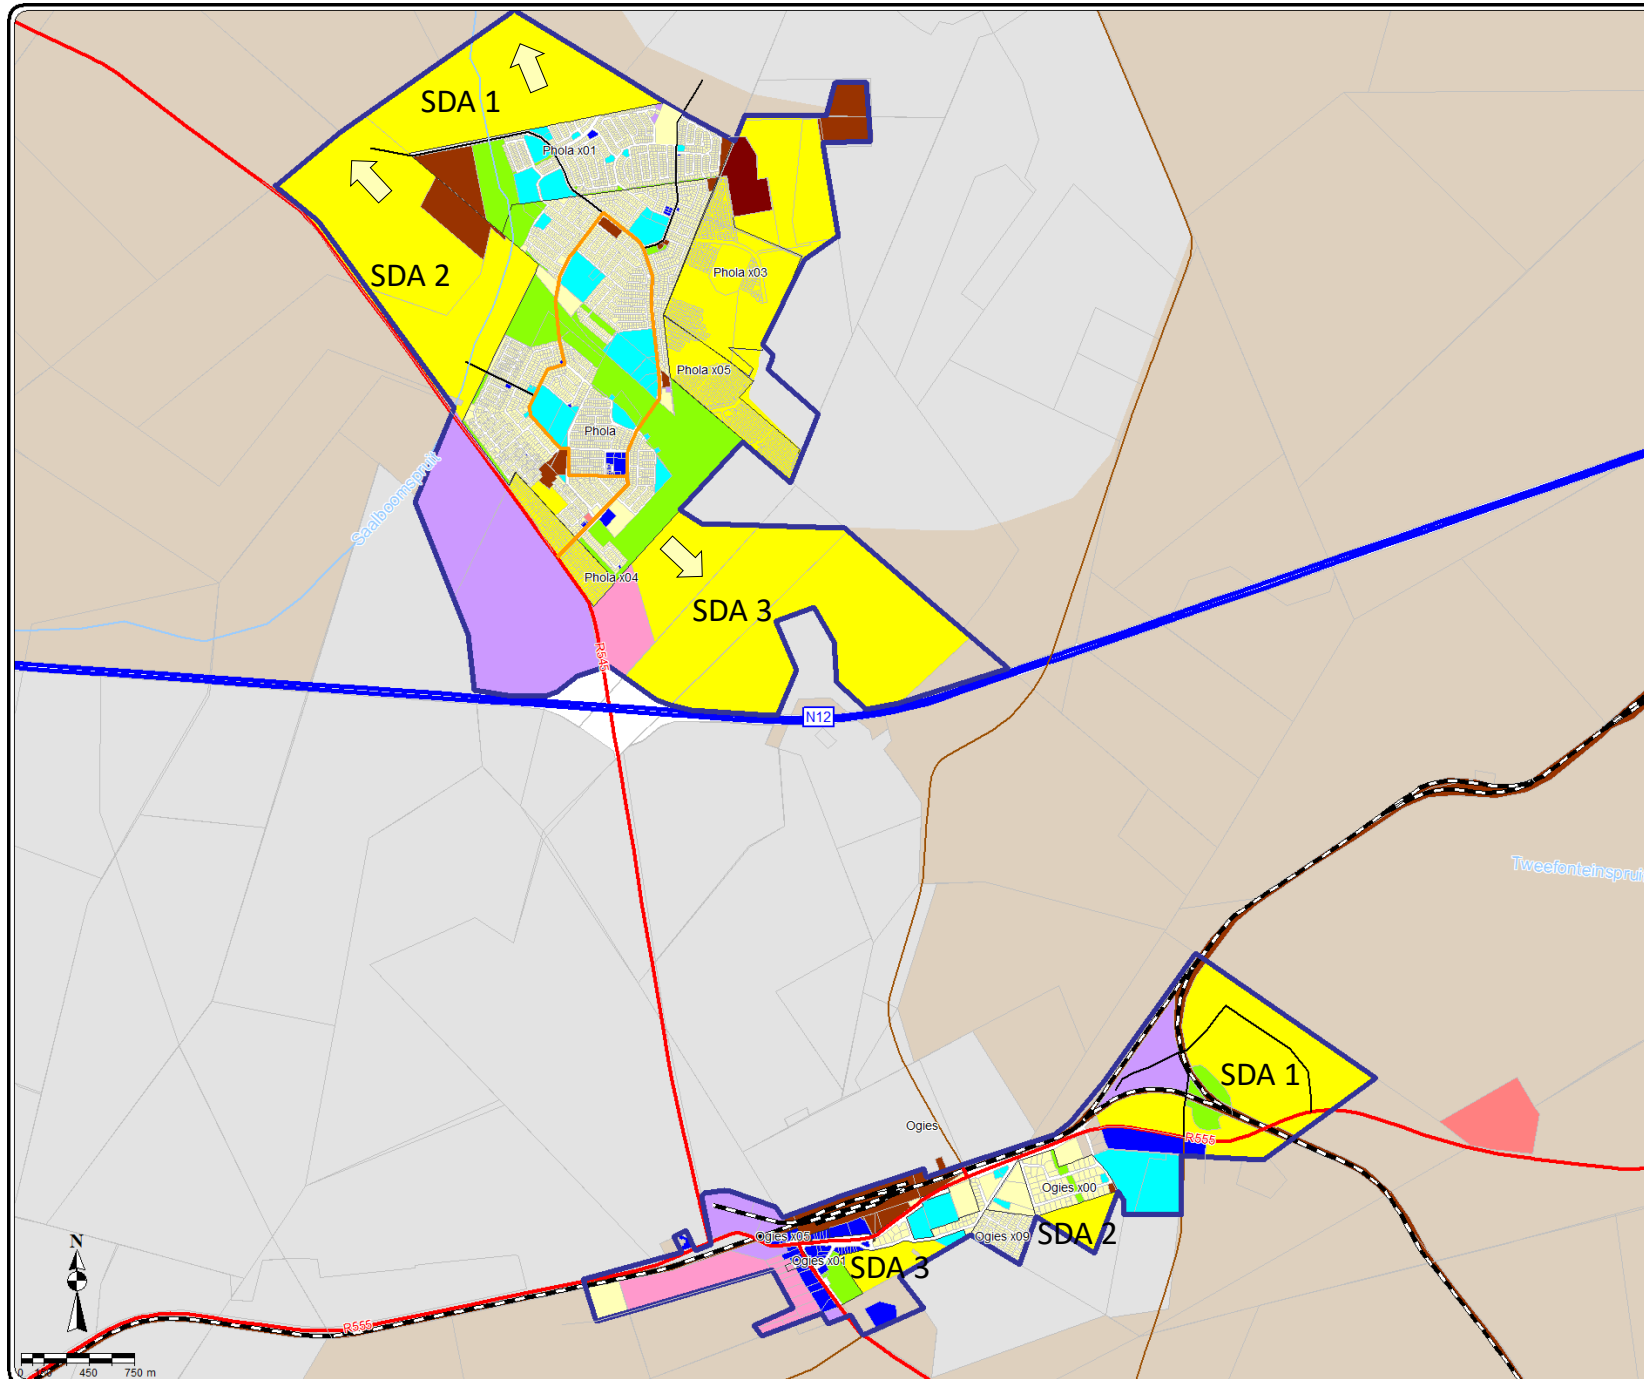 SDA 1
Phola x01
SDA 2
Phola x03
Phola x05
Phola
Saalboomspruit
Phola x04
SDA 3
R545
N12
Tweefonteinspruit
SDA 1
Ogies
R555
Ogies x00
SDA 2
Ogies x09
Ogies x05
Ogies x01
SDA 3
N
R555
0
450
750 m